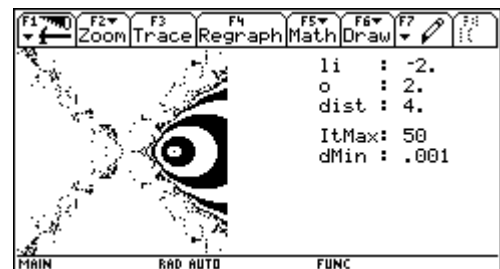 F1 F2 Zoom F3 Trace F4 Regraph F5 Math F6 Draw F7
li : -2.
o : 2.
dist : 4.
ItMax: 50
dMin : .001
MAIN RAD AUTO FUNC